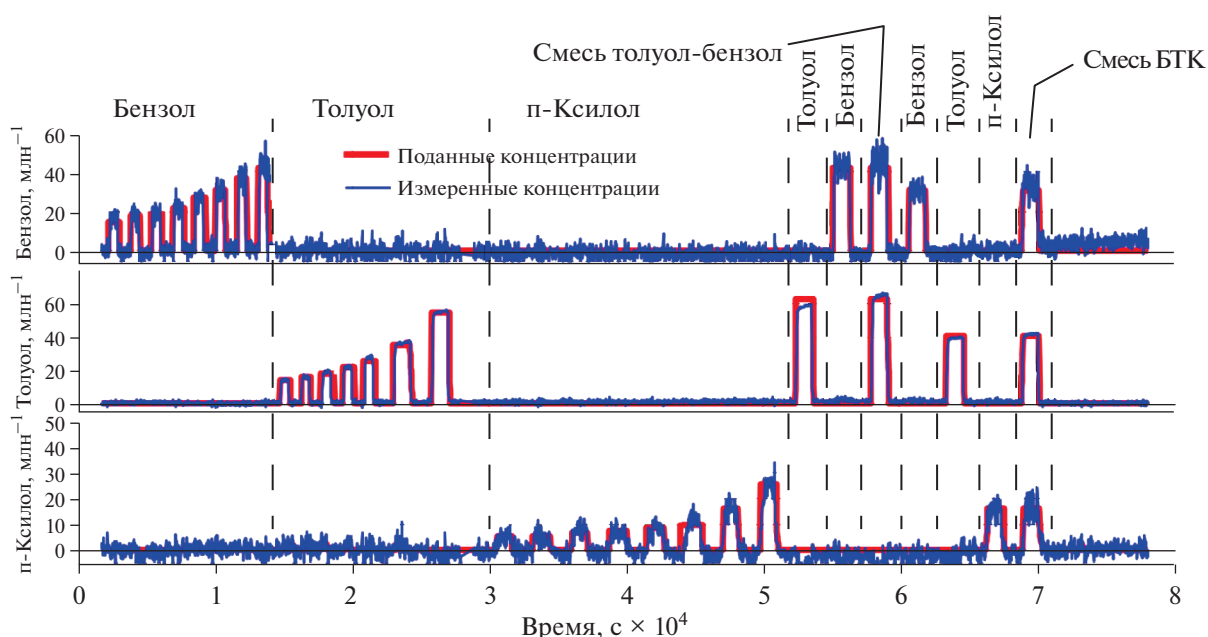 Смесь толуол-бензол
Толуол
Бензол
Бензол
Толуол
п-Ксилол
Смесь БТК
Бензол
Толуол
п-Ксилол
Бензол, млн⁻¹
60
40
20
0
Поданные концентрации
Измеренные концентрации
Толуол, млн⁻¹
60
40
20
0
п-Ксилол, млн⁻¹
50
40
30
20
10
0
0 1 2 3 4 5 6 7 8
Время, с × 10⁴